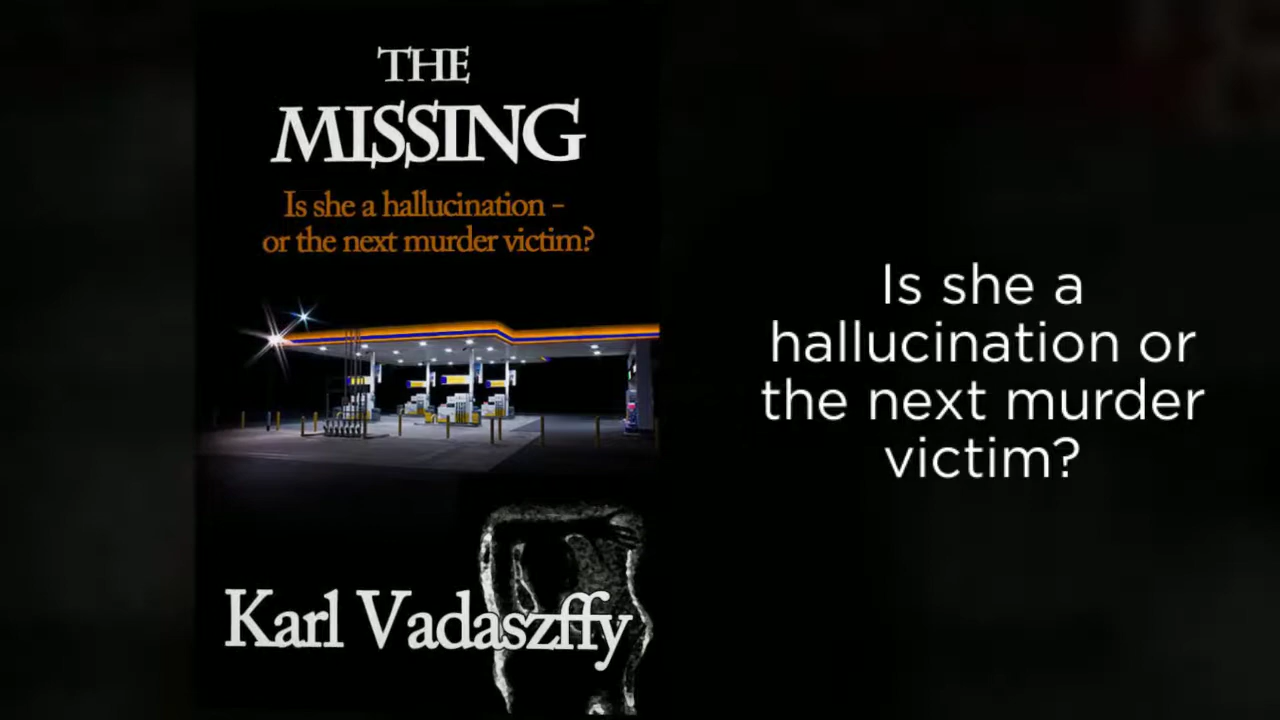 THE
MISSING
Is she a hallucination –
or the next murder victim?
Karl Vadaszffy
Is she a
hallucination or
the next murder
victim?